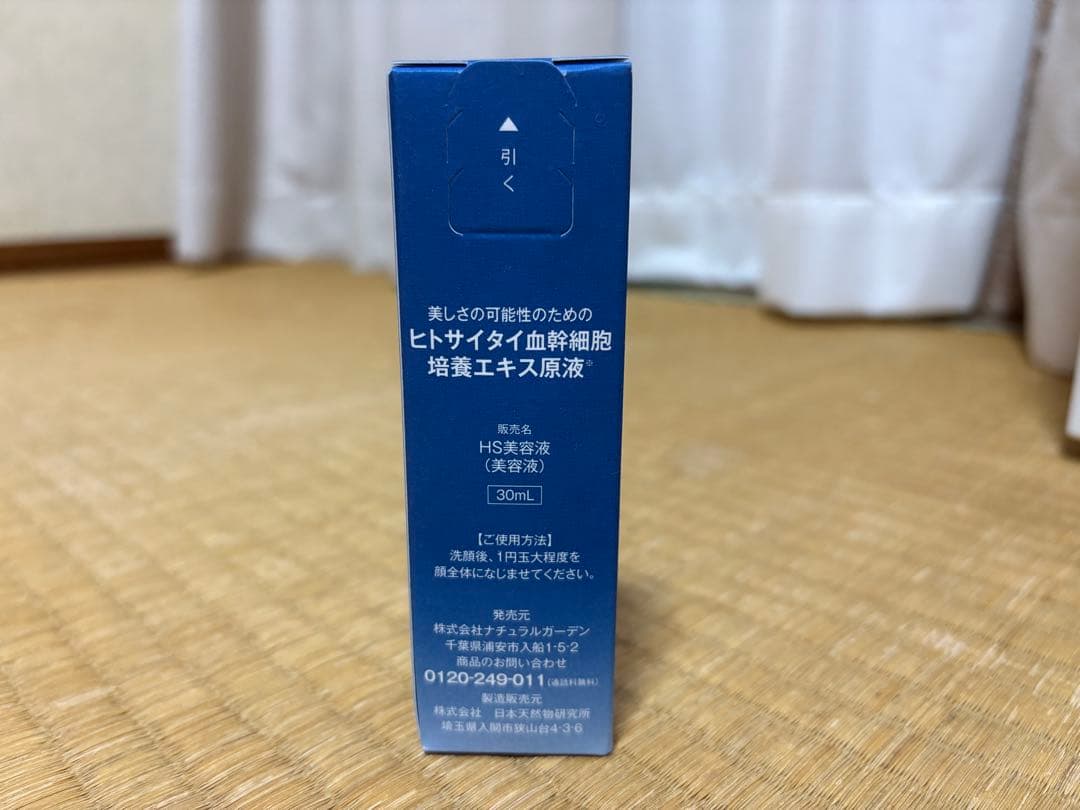 ▲
引
く
美しさの可能性のための
ヒトサイタイ血幹細胞
培養エキス原液※
販売名
HS美容液
(美容液)
30mL
【ご使用方法】
洗顔後、1円玉大程度を
顔全体になじませてください。
発売元
株式会社ナチュラルガーデン
千葉県浦安市入船1-5-2
商品のお問い合わせ
0120-249-011(通話料無料)
製造販売元
株式会社 日本天然物研究所
埼玉県入間市狭山台4-3-6